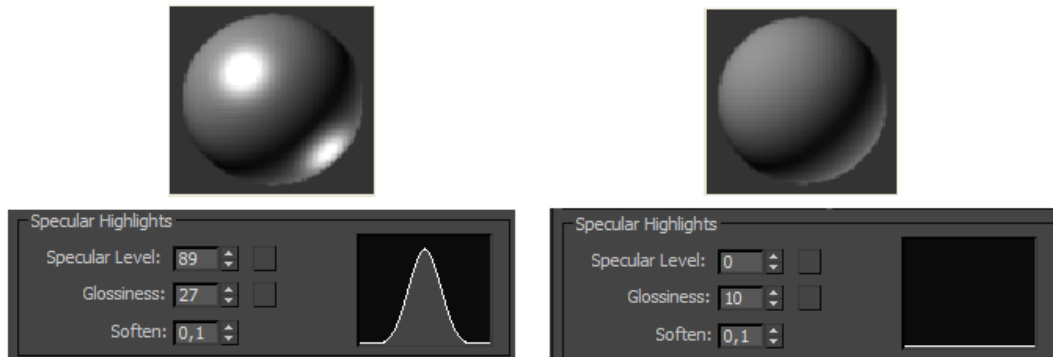 Specular Highlights
Specular Level: 89
Glossiness: 27
Soften: 0,1
Specular Highlights
Specular Level: 0
Glossiness: 10
Soften: 0,1